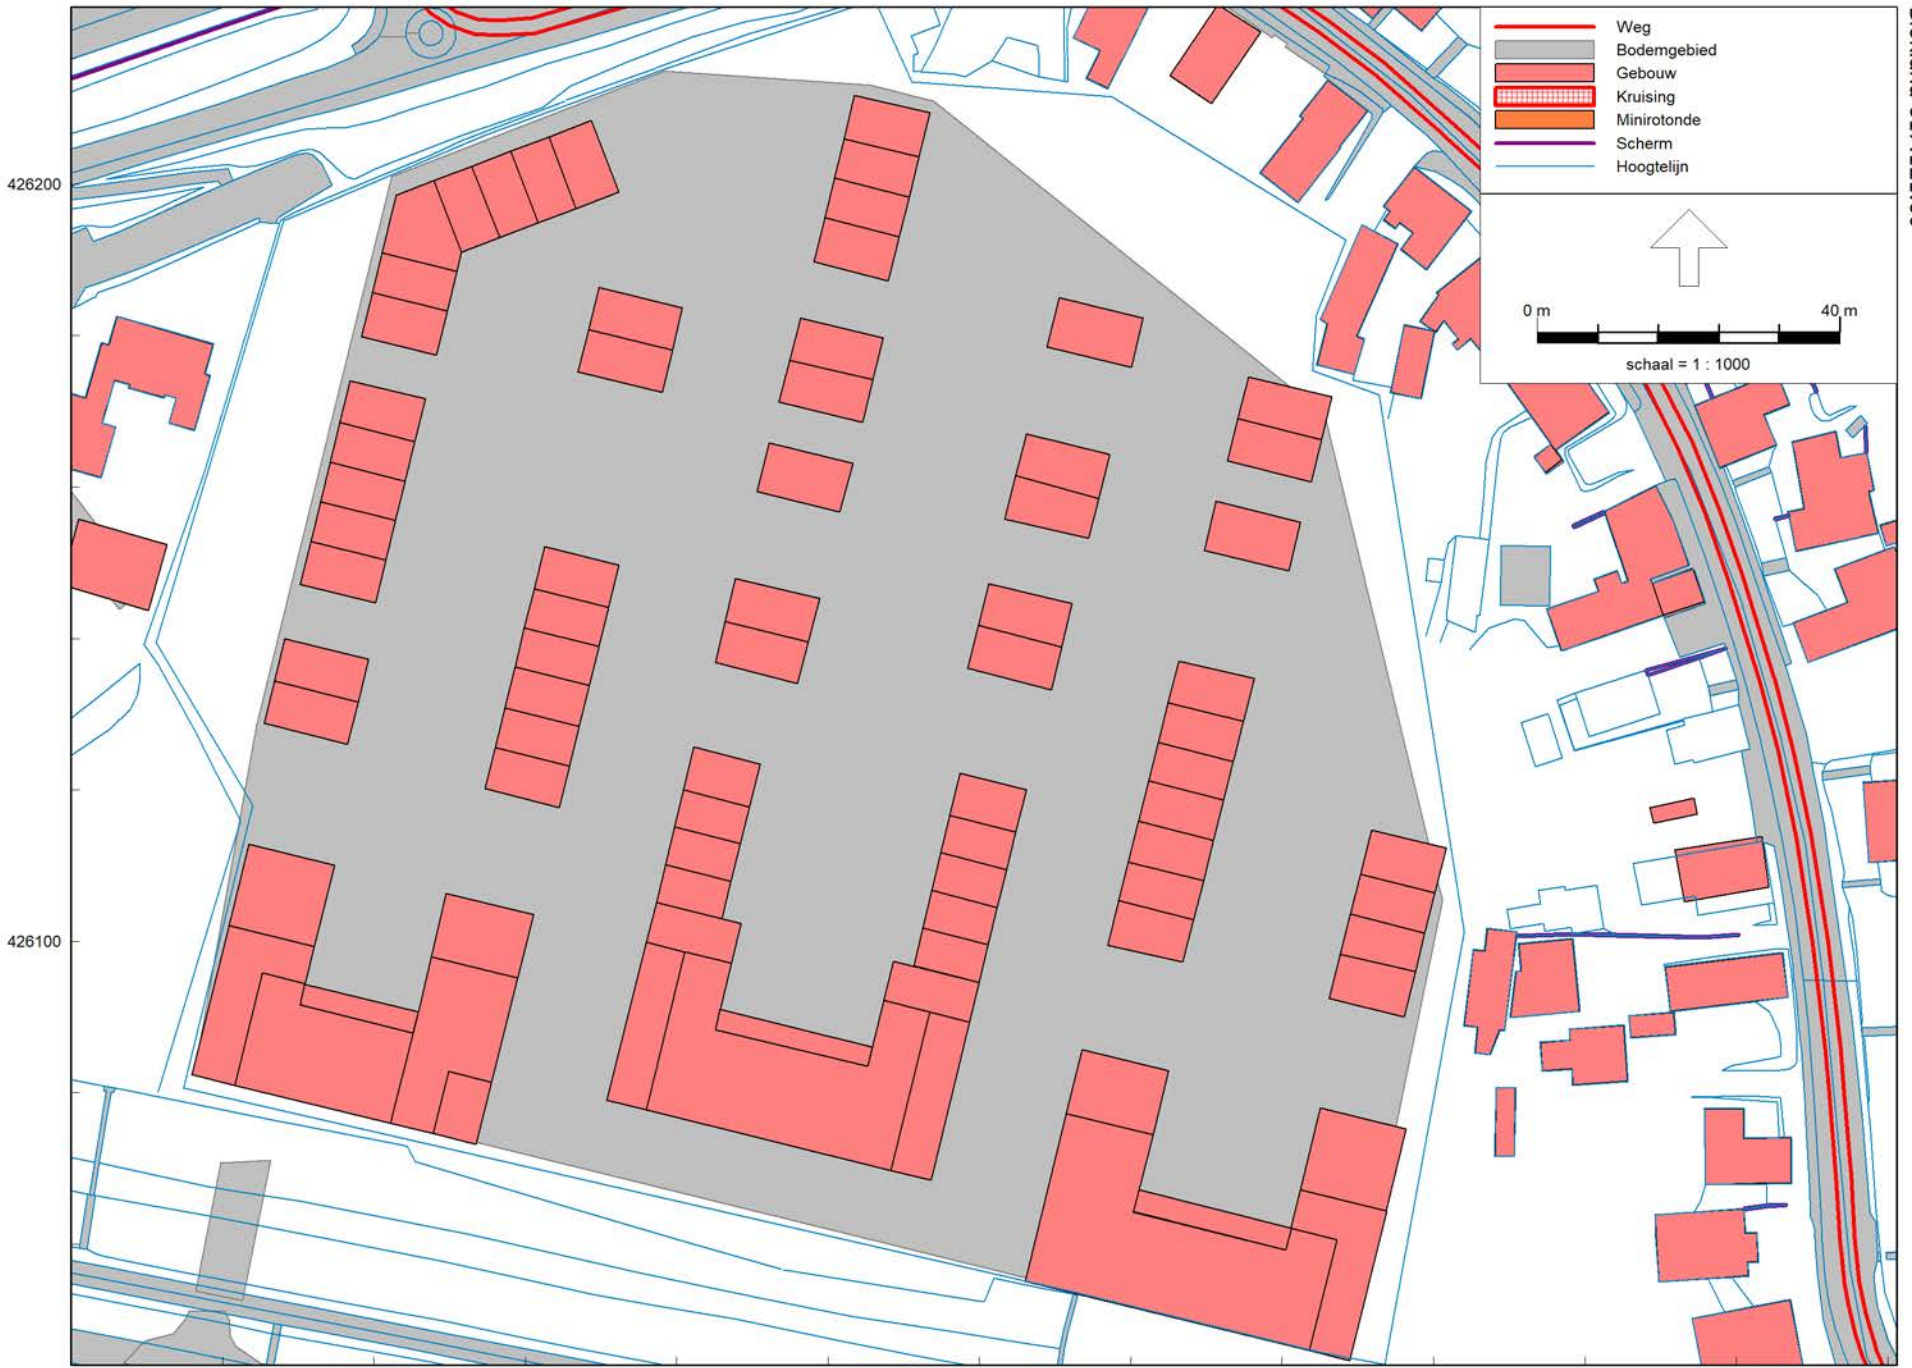 Weg
Bodemgebied
Gebouw
Kruising
Minirotonde
Scherm
Hoogtelijn
426200
0 m 40 m
schaal = 1 : 1000
426100